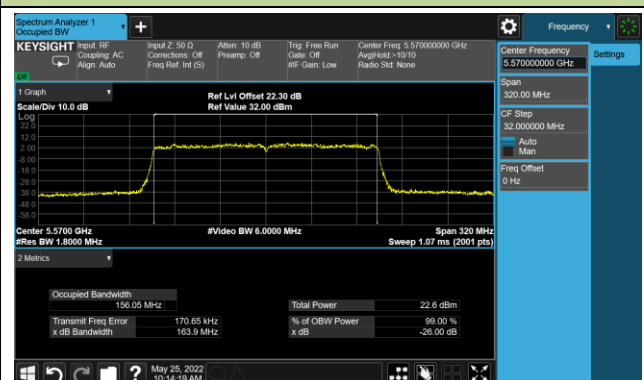 Spectrum Analyzer 1
Occupied BW
Frequency
KEYSIGHT
Input: RF
Coupling: AC
Align: Auto
Input Z: 50 Ω
Corrections: Off
Freq Ref: Int (S)
Atten: 10 dB
Preamp: Off
Trig: Free Run
Gate: Off
#IF Gain: Low
Center Freq: 5.570000000 GHz
Avg|Hold:>10/10
Radio Std: None
Center Frequency
5.570000000 GHz
Settings
Span
320.00 MHz
CF Step
32.000000 MHz
Auto
Man
Freq Offset
0 Hz
1 Graph
Scale/Div 10.0 dB
Ref Lvl Offset 22.30 dB
Ref Value 32.00 dBm
Log
22.0
12.0
2.00
-8.00
-18.0
-28.0
-38.0
-48.0
-58.0
Center 5.5700 GHz
#Res BW 1.8000 MHz
#Video BW 6.0000 MHz
Span 320 MHz
Sweep 1.07 ms (2001 pts)
2 Metrics
Occupied Bandwidth
156.05 MHz
Total Power 22.6 dBm
Transmit Freq Error 170.65 kHz
% of OBW Power 99.00 %
x dB Bandwidth 163.9 MHz
x dB -26.00 dB
?
May 25, 2022
10:14:19 AM